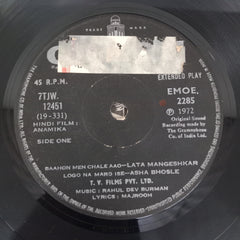 TRADE MARK
45 R.P.M.
EXTENDED PLAY
7TJW.
12451
(19-331)
HINDI FILM:
ANAMIKA
SIDE ONE
EMOE.
2285
℗ 1972
Original Sound
Recording made by
The Gramophone
Co. of India Ltd.
BAAHON MEN CHALE AAO-LATA MANGESHKAR
LOGO NA MARO ISE-ASHA BHOSLE
T. V. FILMS PVT. LTD.
MUSIC: RAHUL DEV BURMAN
LYRICS: MAJROOH